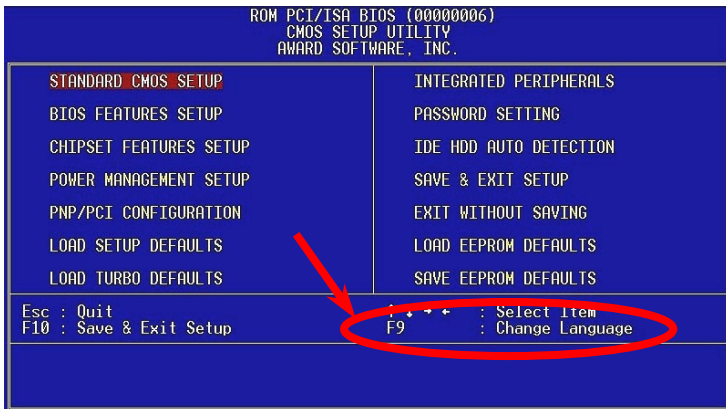 ROM PCI/ISA BIOS (00000006)
CMOS SETUP UTILITY
AWARD SOFTWARE, INC.
STANDARD CMOS SETUP
BIOS FEATURES SETUP
CHIPSET FEATURES SETUP
POWER MANAGEMENT SETUP
PNP/PCI CONFIGURATION
LOAD SETUP DEFAULTS
LOAD TURBO DEFAULTS
INTEGRATED PERIPHERALS
PASSWORD SETTING
IDE HDD AUTO DETECTION
SAVE & EXIT SETUP
EXIT WITHOUT SAVING
LOAD EEPROM DEFAULTS
SAVE EEPROM DEFAULTS
Esc : Quit
F10 : Save & Exit Setup
↑ ↓ → ← : Select Item
F9 : Change Language